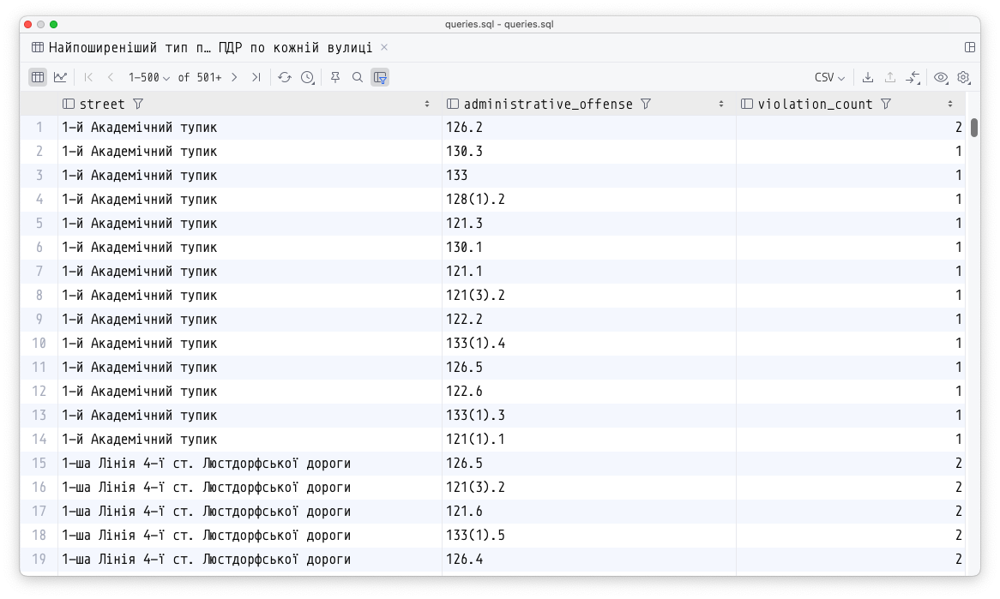 queries.sql - queries.sql
Найпоширеніший тип п… ПДР по кожній вулиці ×
1–500 of 501+ CSV
street administrative_offense violation_count
1 1-й Академічний тупик 126.2 2
2 1-й Академічний тупик 130.3 1
3 1-й Академічний тупик 133 1
4 1-й Академічний тупик 128(1).2 1
5 1-й Академічний тупик 121.3 1
6 1-й Академічний тупик 130.1 1
7 1-й Академічний тупик 121.1 1
8 1-й Академічний тупик 121(3).2 1
9 1-й Академічний тупик 122.2 1
10 1-й Академічний тупик 133(1).4 1
11 1-й Академічний тупик 126.5 1
12 1-й Академічний тупик 122.6 1
13 1-й Академічний тупик 133(1).3 1
14 1-й Академічний тупик 121(1).1 1
15 1-ша Лінія 4-ї ст. Люстдорфської дороги 126.5 2
16 1-ша Лінія 4-ї ст. Люстдорфської дороги 121(3).2 2
17 1-ша Лінія 4-ї ст. Люстдорфської дороги 121.6 2
18 1-ша Лінія 4-ї ст. Люстдорфської дороги 133(1).5 2
19 1-ша Лінія 4-ї ст. Люстдорфської дороги 126.4 2